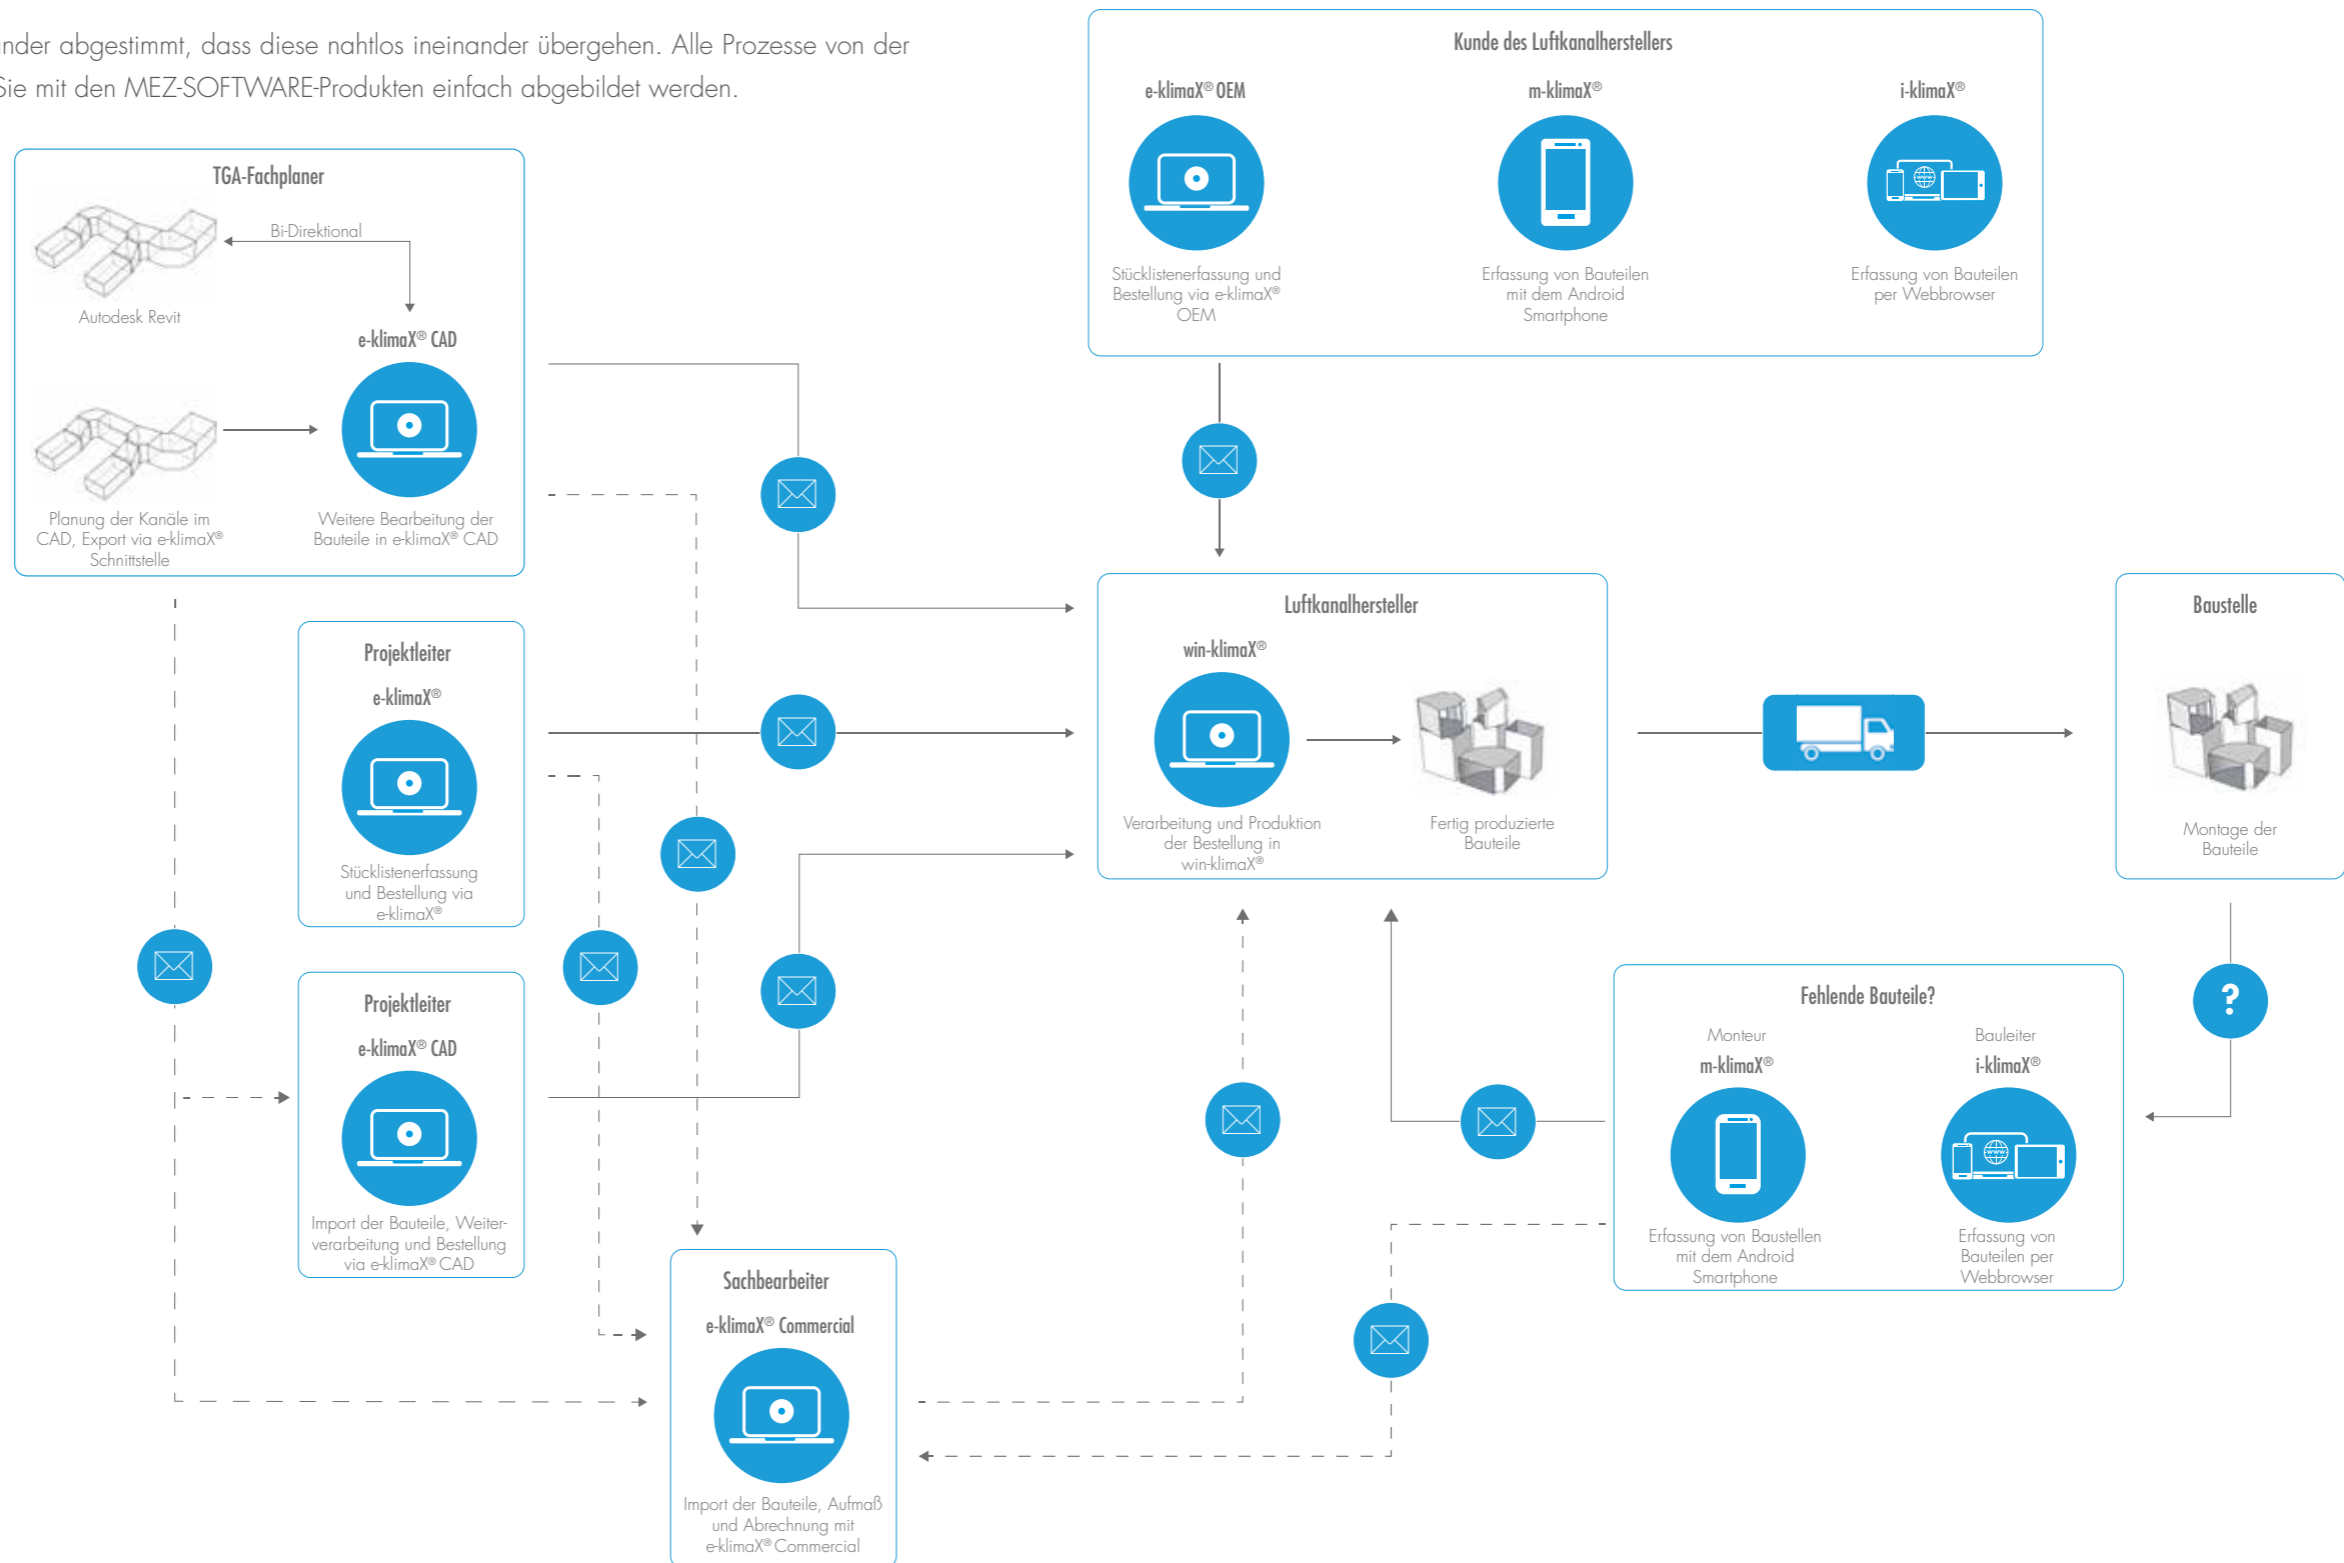 ander abgestimmt, dass diese nahtlos ineinander übergehen. Alle Prozesse von der
Sie mit den MEZ-SOFTWARE-Produkten einfach abgebildet werden.
Kunde des Luftkanalherstellers
e-klimaX® OEM
Stücklistenerfassung und
Bestellung via e-klimaX®
OEM
m-klimaX®
Erfassung von Bauteilen
mit dem Android
Smartphone
i-klimaX®
www
Erfassung von Bauteilen
per Webbrowser
TGA-Fachplaner
Bi-Direktional
Autodesk Revit
e-klimaX® CAD
Planung der Kanäle im
CAD, Export via e-klimaX®
Schnittstelle
Weitere Bearbeitung der
Bauteile in e-klimaX® CAD
Projektleiter
e-klimaX®
Stücklistenerfassung
und Bestellung via
e-klimaX®
Projektleiter
e-klimaX® CAD
Import der Bauteile, Weiter-
verarbeitung und Bestellung
via e-klimaX® CAD
Luftkanalhersteller
win-klimaX®
Verarbeitung und Produktion
der Bestellung in
win-klimaX®
Fertig produzierte
Bauteile
Baustelle
Montage der
Bauteile
?
Fehlende Bauteile?
Monteur
m-klimaX®
Erfassung von Baustellen
mit dem Android
Smartphone
Bauleiter
i-klimaX®
www
Erfassung von
Bauteilen per
Webbrowser
Sachbearbeiter
e-klimaX® Commercial
Import der Bauteile, Aufmaß
und Abrechnung mit
e-klimaX® Commercial